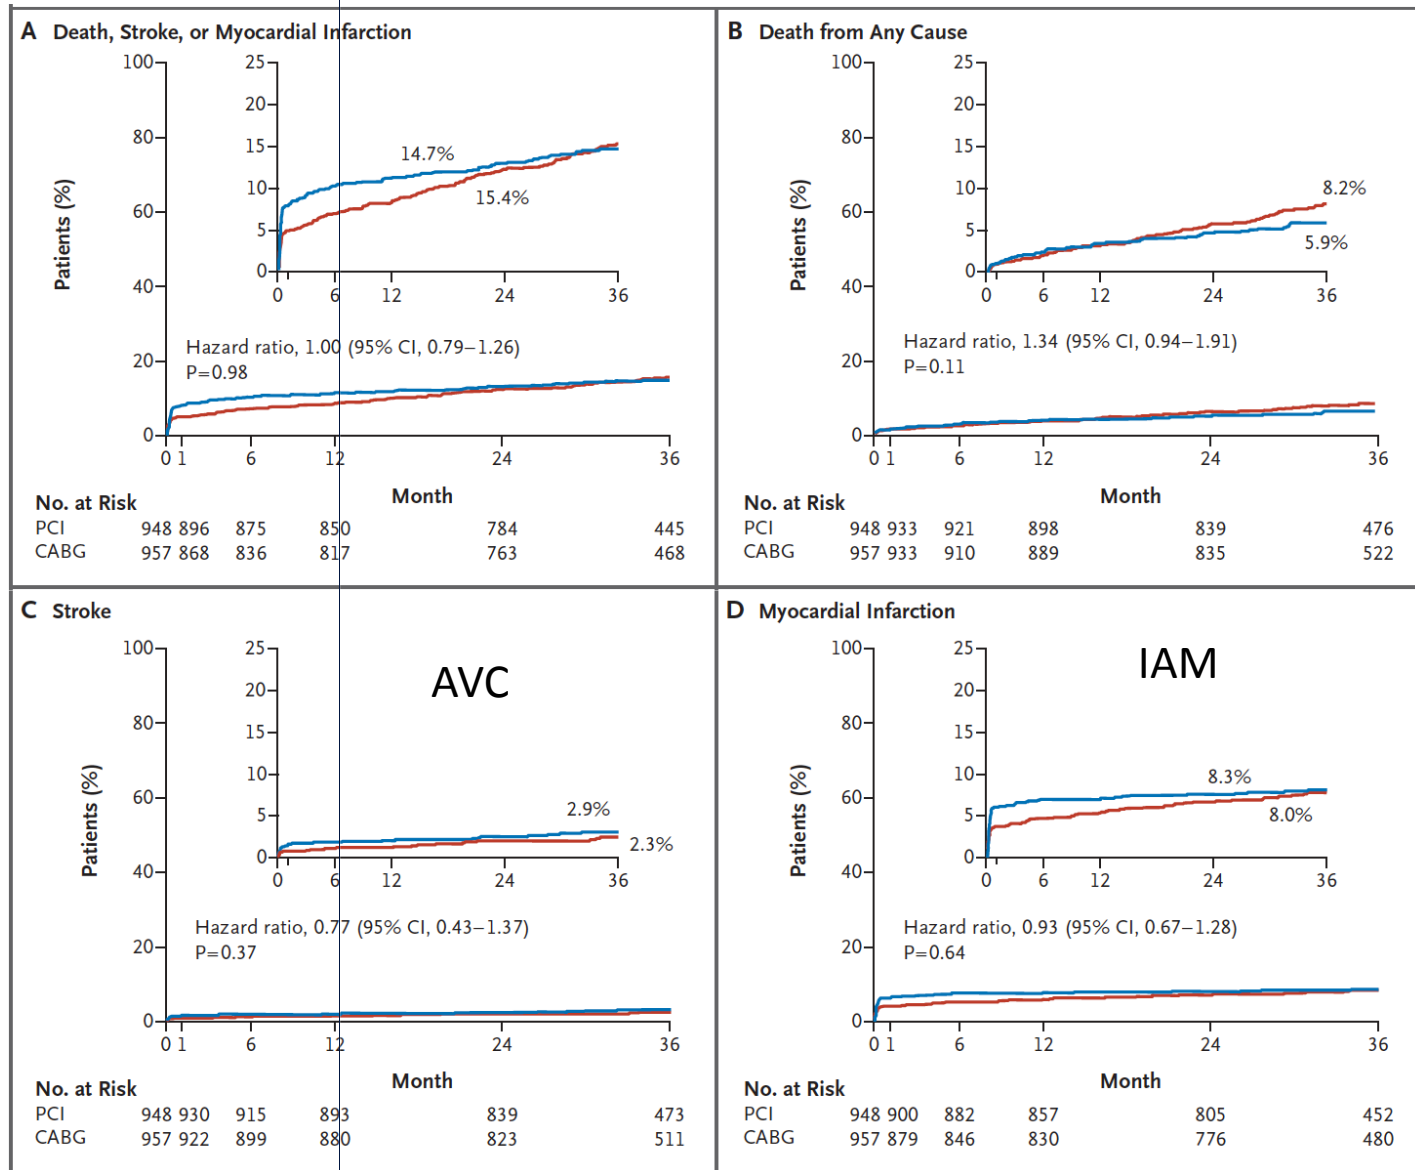 A Death, Stroke, or Myocardial Infarction
100
80
60
40
20
0
Patients (%)
25
20
15
10
5
0
14.7%
15.4%
0 6 12 24 36
Hazard ratio, 1.00 (95% CI, 0.79–1.26)
P=0.98
0 1 6 12 24 36
Month
No. at Risk
PCI 948 896 875 850 784 445
CABG 957 868 836 817 763 468
B Death from Any Cause
100
80
60
40
20
0
Patients (%)
25
20
15
10
5
0
8.2%
5.9%
0 6 12 24 36
Hazard ratio, 1.34 (95% CI, 0.94–1.91)
P=0.11
0 1 6 12 24 36
Month
No. at Risk
PCI 948 933 921 898 839 476
CABG 957 933 910 889 835 522
C Stroke
100
80
60
40
20
0
Patients (%)
25
20
15
10
5
0
AVC
2.9%
2.3%
0 6 12 24 36
Hazard ratio, 0.77 (95% CI, 0.43–1.37)
P=0.37
0 1 6 12 24 36
Month
No. at Risk
PCI 948 930 915 893 839 473
CABG 957 922 899 880 823 511
D Myocardial Infarction
100
80
60
40
20
0
Patients (%)
25
20
15
10
5
0
IAM
8.3%
8.0%
0 6 12 24 36
Hazard ratio, 0.93 (95% CI, 0.67–1.28)
P=0.64
0 1 6 12 24 36
Month
No. at Risk
PCI 948 900 882 857 805 452
CABG 957 879 846 830 776 480